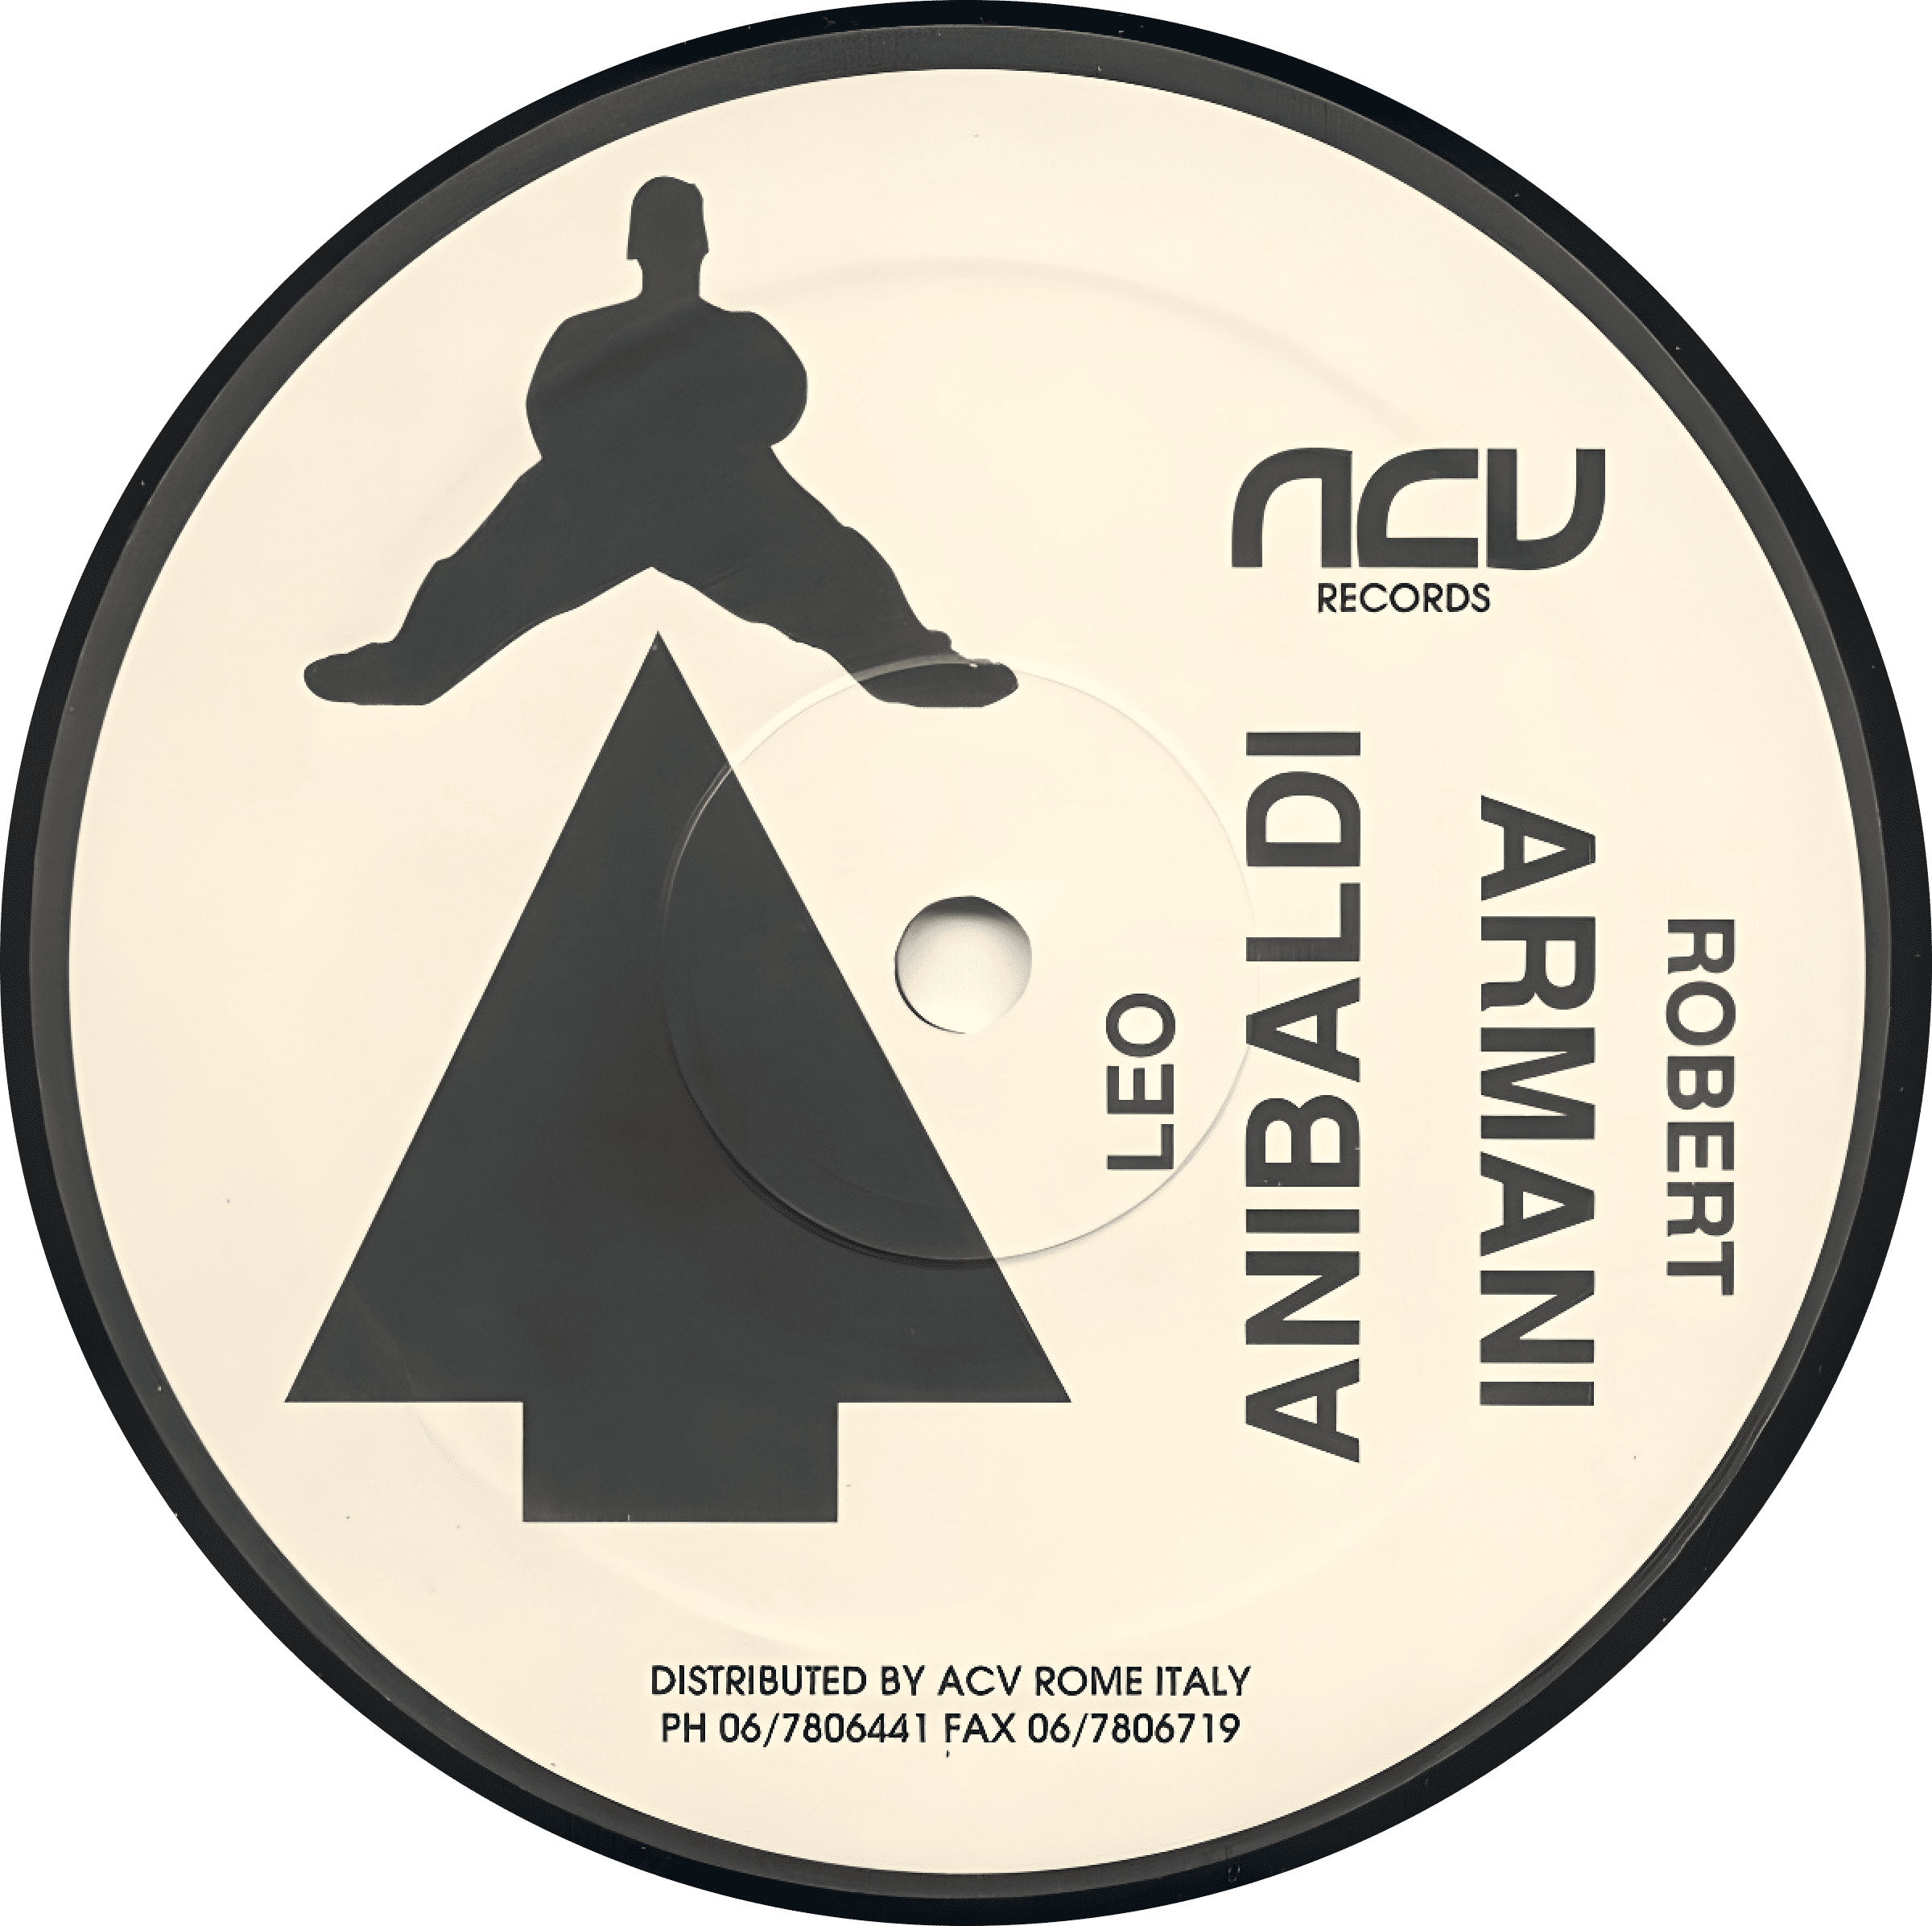 ACV
RECORDS
LEO
ANIBALDI
ROBERT
ARMANI
DISTRIBUTED BY ACV ROME ITALY
PH 06/7806441 FAX 06/7806719